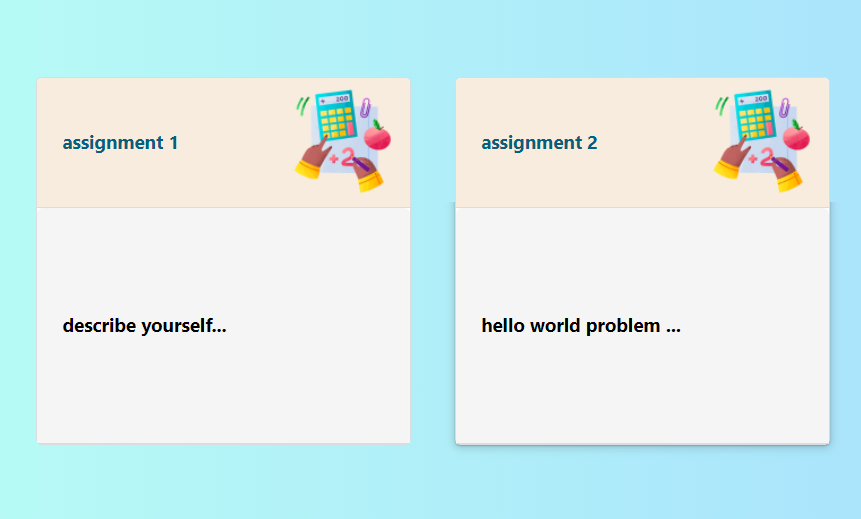 assignment 1
describe yourself...
assignment 2
hello world problem ...